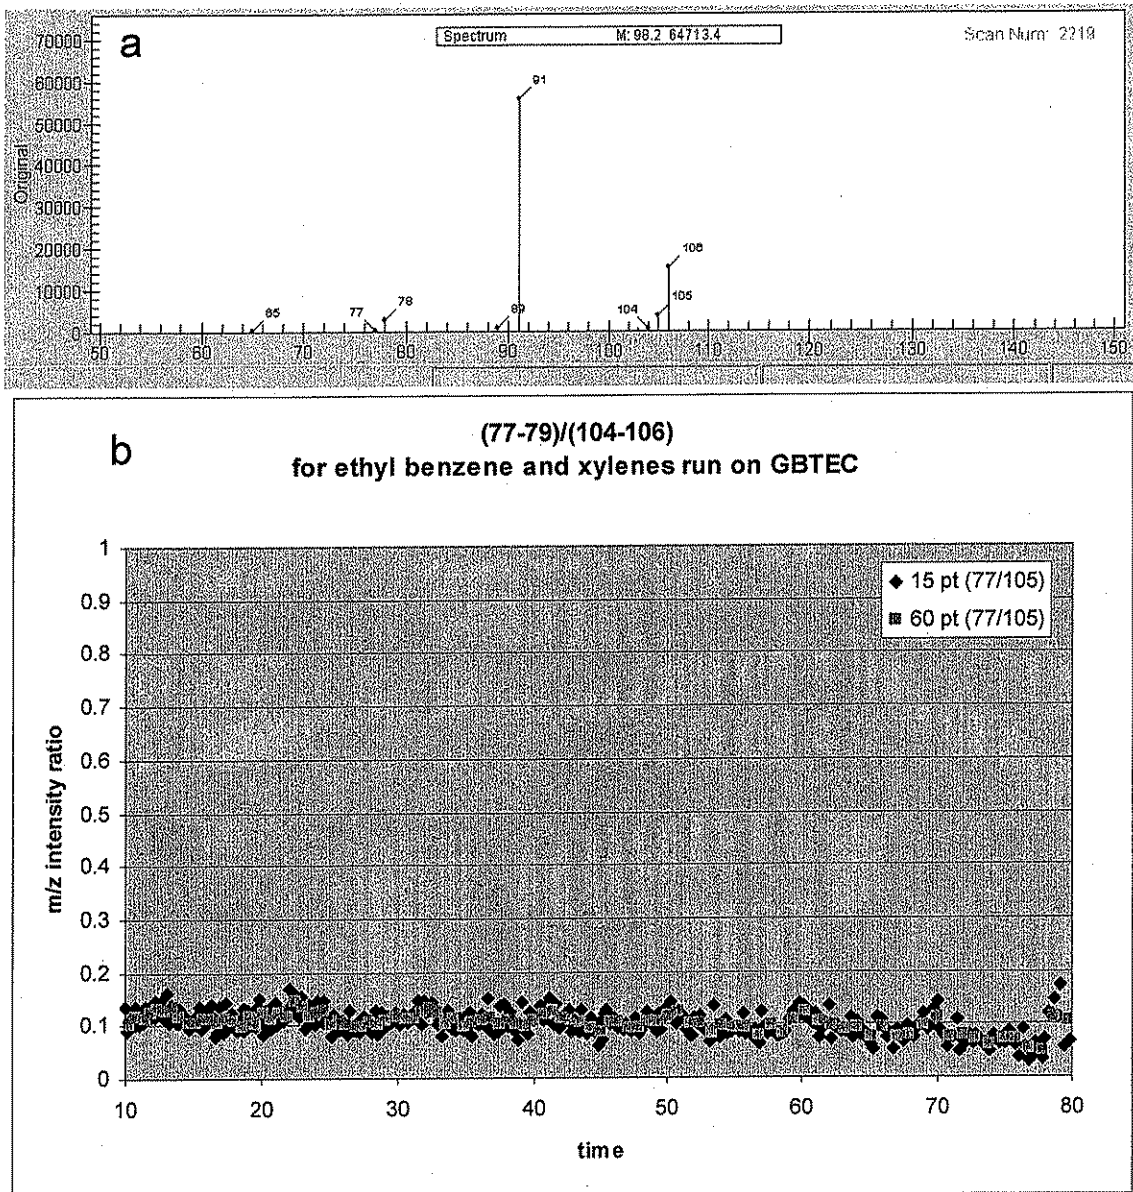 a
Spectrum M: 98.2 64713.4
Scan Num: 2219
70000
60000
50000
40000
30000
20000
10000
0
Original
91
106
105
104
89
78
77
65
50 60 70 80 90 100 110 120 130 140 150
b
(77-79)/(104-106)
for ethyl benzene and xylenes run on GBTEC
1
0.9
0.8
0.7
0.6
0.5
0.4
0.3
0.2
0.1
0
m/z intensity ratio
15 pt (77/105)
60 pt (77/105)
10 20 30 40 50 60 70 80
time